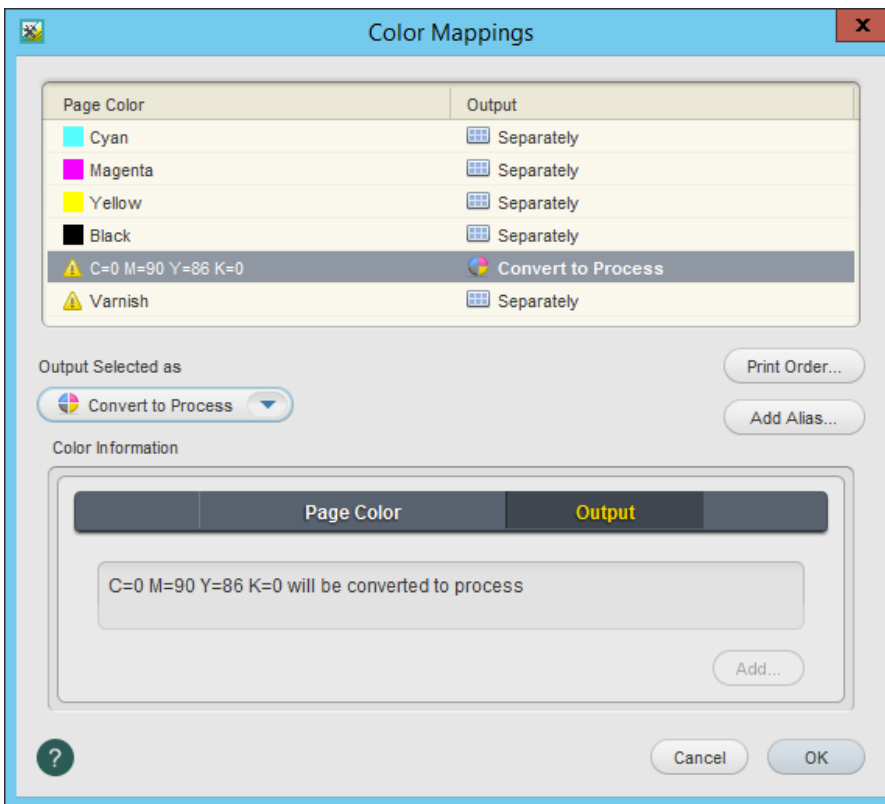 Color Mappings
x
Page Color Output
Cyan Separately
Magenta Separately
Yellow Separately
Black Separately
C=0 M=90 Y=86 K=0 Convert to Process
Varnish Separately
Output Selected as
Print Order...
Convert to Process
Add Alias...
Color Information
Page Color Output
C=0 M=90 Y=86 K=0 will be converted to process
Add...
? Cancel OK